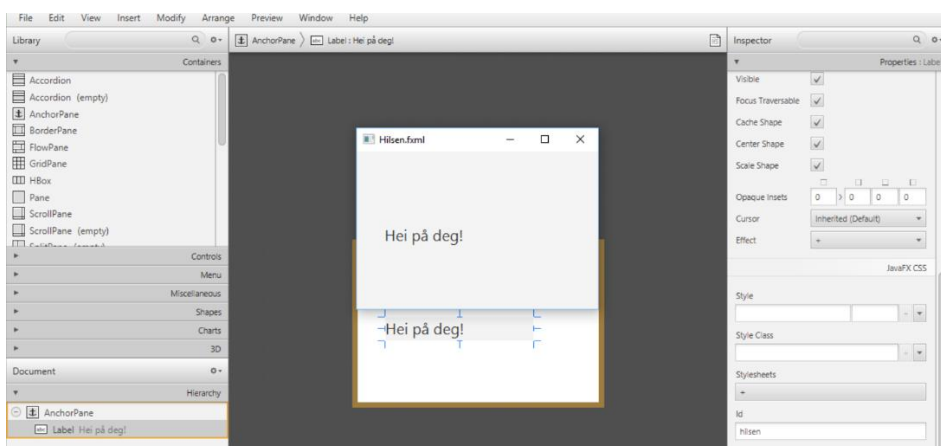 File Edit View Insert Modify Arrange Preview Window Help
Library
AnchorPane Label : Hei på deg!
Inspector
Containers
Accordion
Accordion (empty)
AnchorPane
BorderPane
FlowPane
GridPane
HBox
Pane
ScrollPane
ScrollPane (empty)
Controls
Menu
Miscellaneous
Shapes
Charts
3D
Document
Hierarchy
AnchorPane
Label Hei på deg!
Hilsen.fxml
Hei på deg!
Hei på deg!
Properties : Labe
Visible
Focus Traversable
Cache Shape
Center Shape
Scale Shape
Opaque Insets 0 0 0 0
Cursor Inherited (Default)
Effect +
JavaFX CSS
Style
Style Class
Stylesheets
+
Id
hilsen